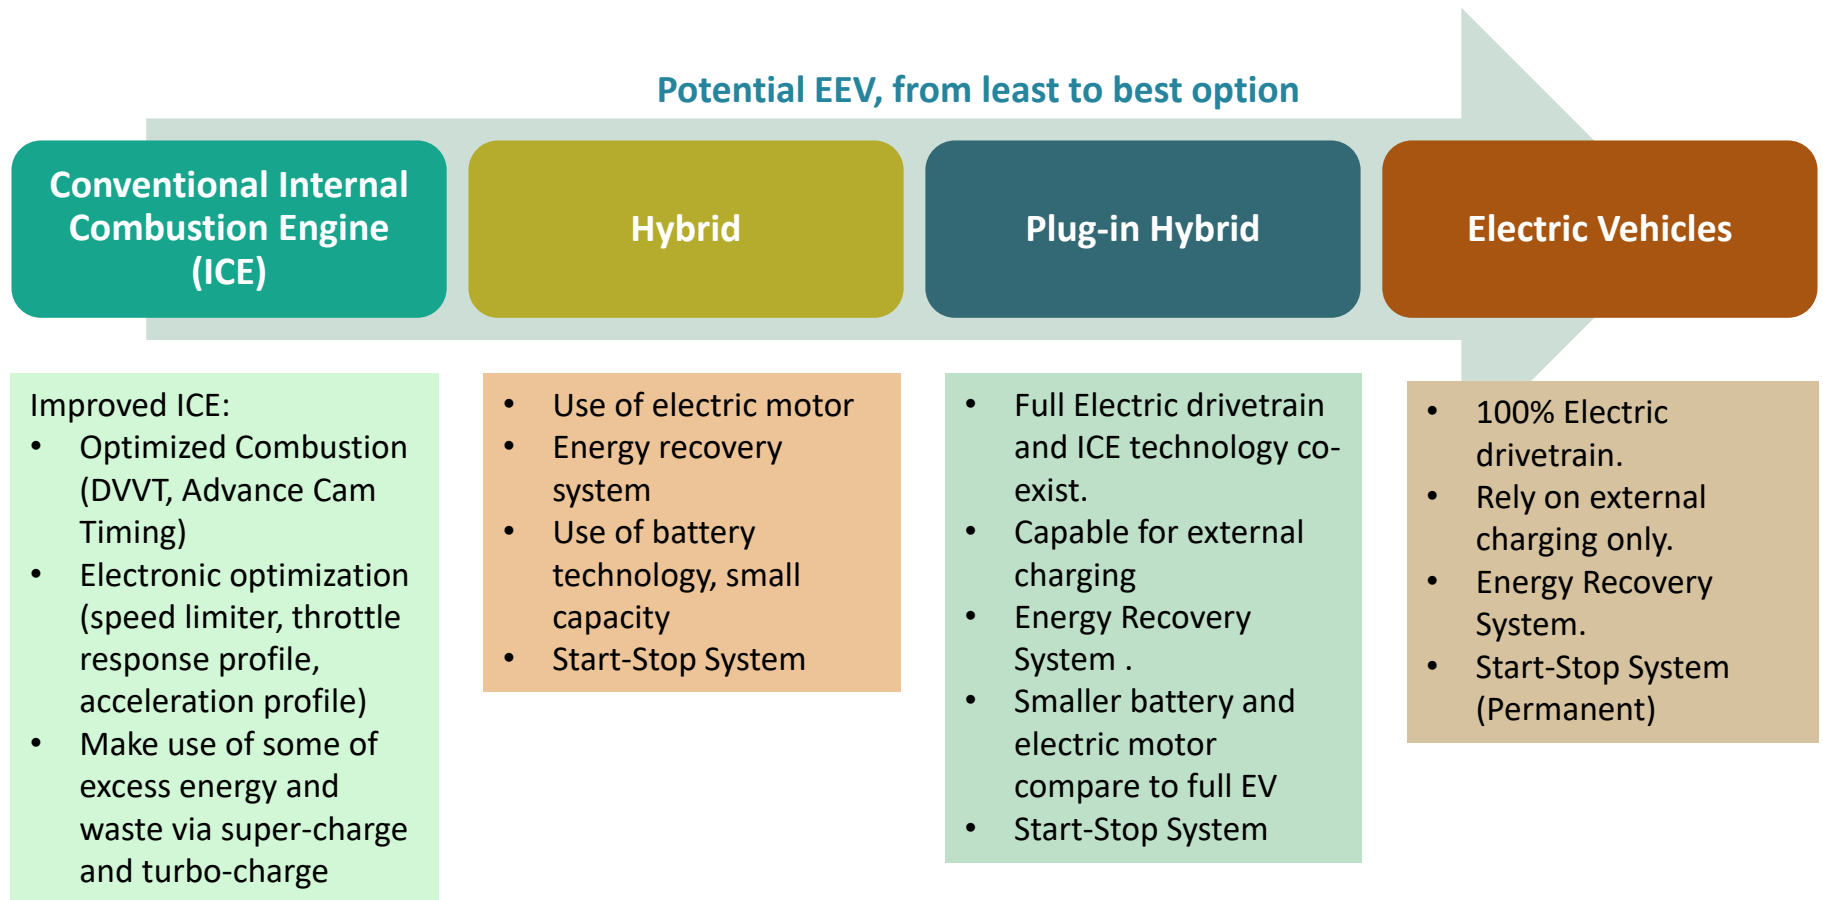 Potential EEV, from least to best option
Conventional Internal
Combustion Engine
(ICE)
Hybrid
Plug-in Hybrid
Electric Vehicles
Improved ICE:
• Optimized Combustion
(DVVT, Advance Cam
Timing)
• Electronic optimization
(speed limiter, throttle
response profile,
acceleration profile)
• Make use of some of
excess energy and
waste via super-charge
and turbo-charge
• Use of electric motor
• Energy recovery
system
• Use of battery
technology, small
capacity
• Start-Stop System
• Full Electric drivetrain
and ICE technology co-
exist.
• Capable for external
charging
• Energy Recovery
System .
• Smaller battery and
electric motor
compare to full EV
• Start-Stop System
• 100% Electric
drivetrain.
• Rely on external
charging only.
• Energy Recovery
System.
• Start-Stop System
(Permanent)